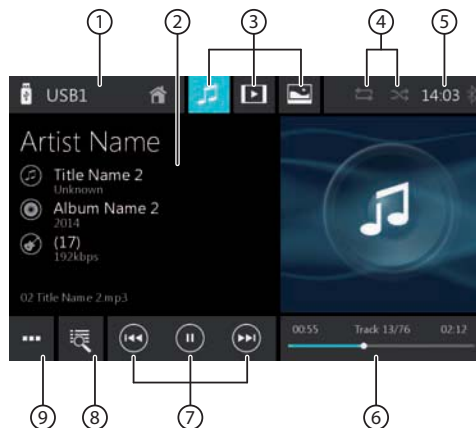 ① ② ③ ④ ⑤
USB1 14:03
Artist Name
Title Name 2
Unknown
Album Name 2
2014
(17)
192kbps
02 Title Name 2.mp3
00:55 Track 13/76 02:12
⑨ ⑧ ⑦ ⑥